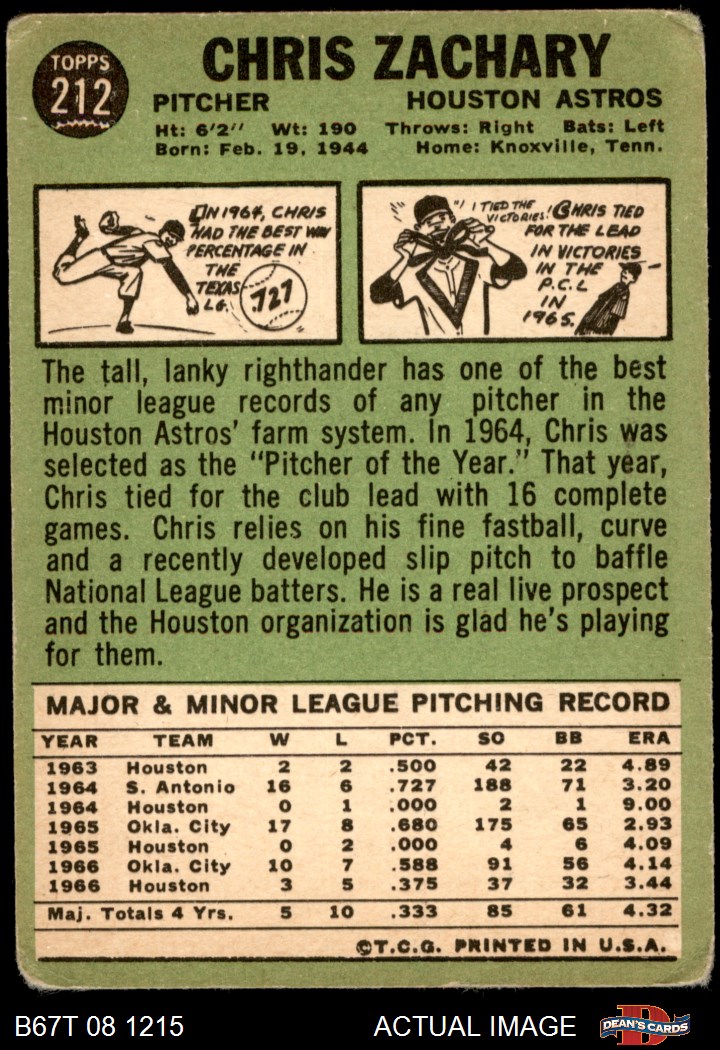 TOPPS
212
CHRIS ZACHARY
PITCHER HOUSTON ASTROS
Ht: 6'2" Wt: 190 Throws: Right Bats: Left
Born: Feb. 19, 1944 Home: Knoxville, Tenn.
IN 1964, CHRIS
HAD THE BEST WIN
PERCENTAGE IN
THE
TEXAS
LG.
.727
"I TIED THE
VICTORIES!
CHRIS TIED
FOR THE LEAD
IN VICTORIES
IN THE
P.C.L
IN
1965.
The tall, lanky righthander has one of the best
minor league records of any pitcher in the
Houston Astros' farm system. In 1964, Chris was
selected as the "Pitcher of the Year." That year,
Chris tied for the club lead with 16 complete
games. Chris relies on his fine fastball, curve
and a recently developed slip pitch to baffle
National League batters. He is a real live prospect
and the Houston organization is glad he's playing
for them.
MAJOR & MINOR LEAGUE PITCHING RECORD
YEAR TEAM W L PCT. SO BB ERA
1963 Houston 2 2 .500 42 22 4.89
1964 S. Antonio 16 6 .727 188 71 3.20
1964 Houston 0 1 .000 2 1 9.00
1965 Okla. City 17 8 .680 175 65 2.93
1965 Houston 0 2 .000 4 6 4.09
1966 Okla. City 10 7 .588 91 56 4.14
1966 Houston 3 5 .375 37 32 3.44
Maj. Totals 4 Yrs. 5 10 .333 85 61 4.32
©T.C.G. PRINTED IN U.S.A.
B67T 08 1215 ACTUAL IMAGE
DEAN'S CARDS